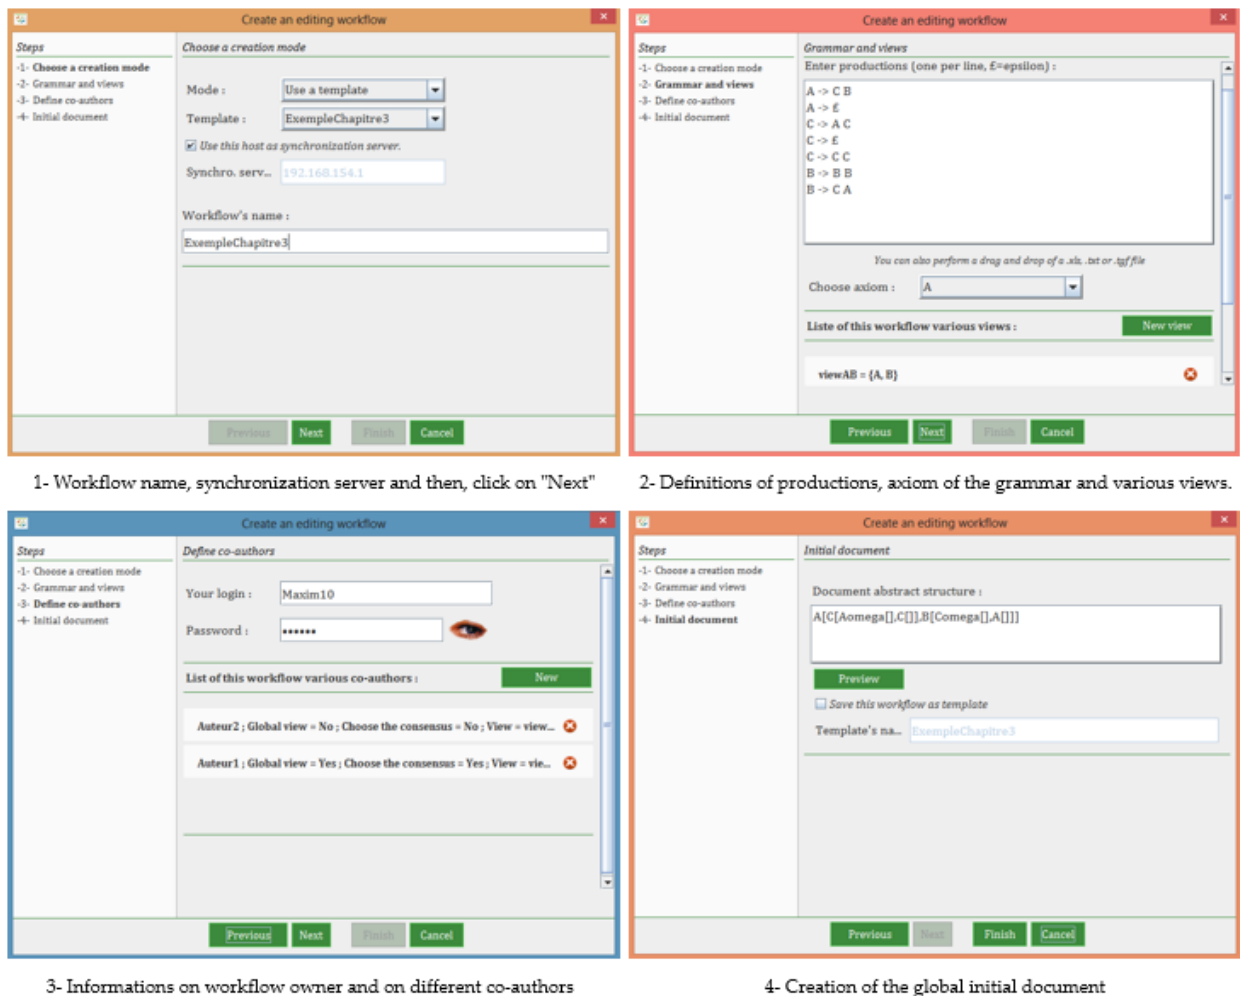 Create an editing workflow
Steps
-1- Choose a creation mode
-2- Grammar and views
-3- Define co-authors
-4- Initial document
Choose a creation mode
Mode :
Use a template
Template :
ExempleChapitre3
Use this host as synchronization server.
Synchro. serv...
192.168.154.1
Workflow's name :
ExempleChapitre3
Previous
Next
Finish
Cancel
1- Workflow name, synchronization server and then, click on "Next"
Create an editing workflow
Steps
-1- Choose a creation mode
-2- Grammar and views
-3- Define co-authors
-4- Initial document
Grammar and views
Enter productions (one per line, £=epsilon) :
A -> C B
A -> £
C -> A C
C -> £
C -> C C
B -> B B
B -> C A
You can also perform a drag and drop of a .xls, .txt or .tgf file
Choose axiom :
A
Liste of this workflow various views :
New view
viewAB = {A, B}
Previous
Next
Finish
Cancel
2- Definitions of productions, axiom of the grammar and various views.
Create an editing workflow
Steps
-1- Choose a creation mode
-2- Grammar and views
-3- Define co-authors
-4- Initial document
Define co-authors
Your login :
Maxim10
Password :
••••••
List of this workflow various co-authors :
New
Auteur2 ; Global view = No ; Choose the consensus = No ; View = view...
Auteur1 ; Global view = Yes ; Choose the consensus = Yes ; View = vie...
Previous
Next
Finish
Cancel
3- Informations on workflow owner and on different co-authors
Create an editing workflow
Steps
-1- Choose a creation mode
-2- Grammar and views
-3- Define co-authors
-4- Initial document
Initial document
Document abstract structure :
A[C[Aomega[],C[]],B[Comega[],A[]]]
Preview
Save this workflow as template
Template's na...
ExempleChapitre3
Previous
Next
Finish
Cancel
4- Creation of the global initial document